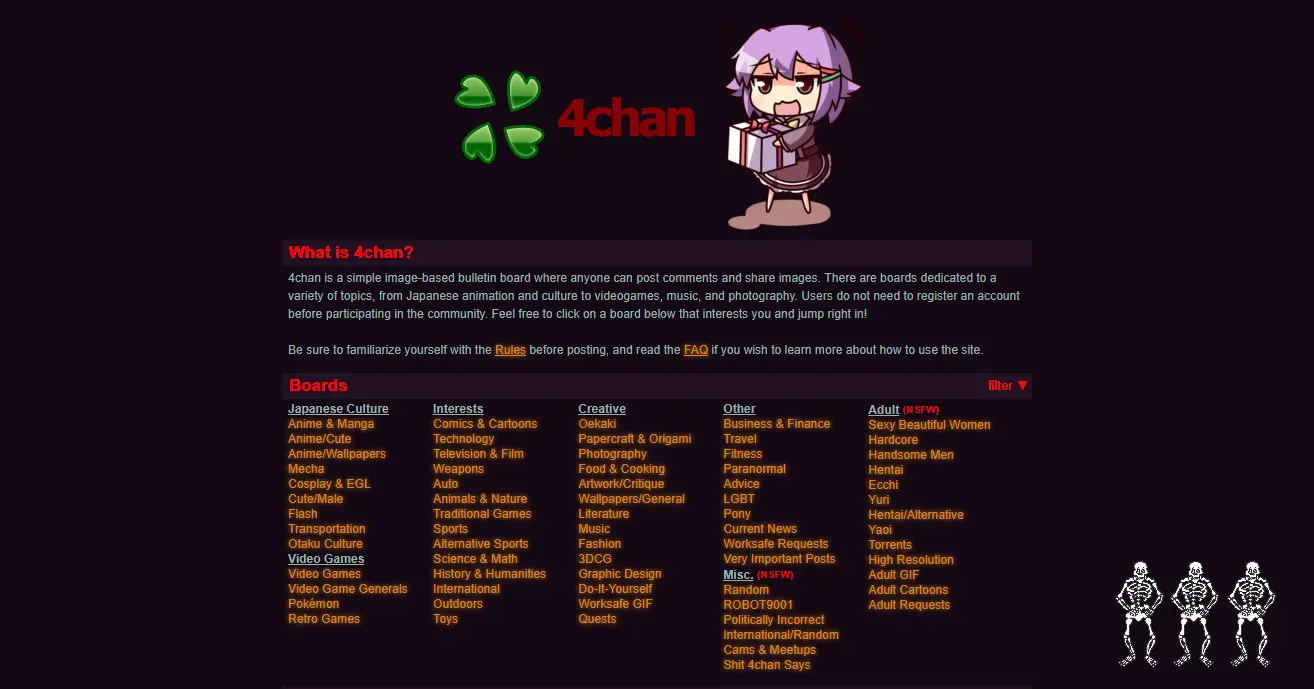 4chan
What is 4chan?
4chan is a simple image-based bulletin board where anyone can post comments and share images. There are boards dedicated to a
variety of topics, from Japanese animation and culture to videogames, music, and photography. Users do not need to register an account
before participating in the community. Feel free to click on a board below that interests you and jump right in!
Be sure to familiarize yourself with the Rules before posting, and read the FAQ if you wish to learn more about how to use the site.
Boards
filter ▼
Japanese Culture
Anime & Manga
Anime/Cute
Anime/Wallpapers
Mecha
Cosplay & EGL
Cute/Male
Flash
Transportation
Otaku Culture
Video Games
Video Games
Video Game Generals
Pokémon
Retro Games
Interests
Comics & Cartoons
Technology
Television & Film
Weapons
Auto
Animals & Nature
Traditional Games
Sports
Alternative Sports
Science & Math
History & Humanities
International
Outdoors
Toys
Creative
Oekaki
Papercraft & Origami
Photography
Food & Cooking
Artwork/Critique
Wallpapers/General
Literature
Music
Fashion
3DCG
Graphic Design
Do-It-Yourself
Worksafe GIF
Quests
Other
Business & Finance
Travel
Fitness
Paranormal
Advice
LGBT
Pony
Current News
Worksafe Requests
Very Important Posts
Misc. (NSFW)
Random
ROBOT9001
Politically Incorrect
International/Random
Cams & Meetups
Shit 4chan Says
Adult (NSFW)
Sexy Beautiful Women
Hardcore
Handsome Men
Hentai
Ecchi
Yuri
Hentai/Alternative
Yaoi
Torrents
High Resolution
Adult GIF
Adult Cartoons
Adult Requests